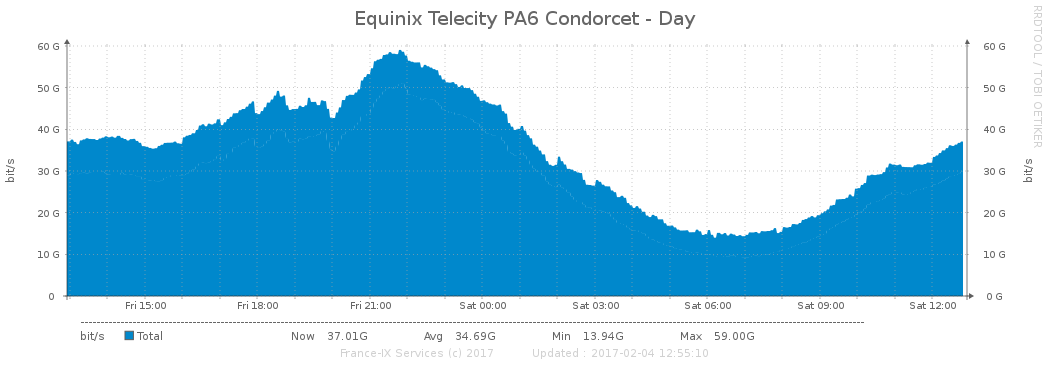 Equinix Telecity PA6 Condorcet - Day
RRDTOOL / TOBI OETIKER
60 G 60 G
50 G 50 G
40 G 40 G
30 G 30 G
20 G 20 G
10 G 10 G
0 0 G
bit/s bit/s
Fri 15:00 Fri 18:00 Fri 21:00 Sat 00:00 Sat 03:00 Sat 06:00 Sat 09:00 Sat 12:00
bit/s Total Now 37.01G Avg 34.69G Min 13.94G Max 59.00G
France-IX Services (c) 2017 Updated : 2017-02-04 12:55:10